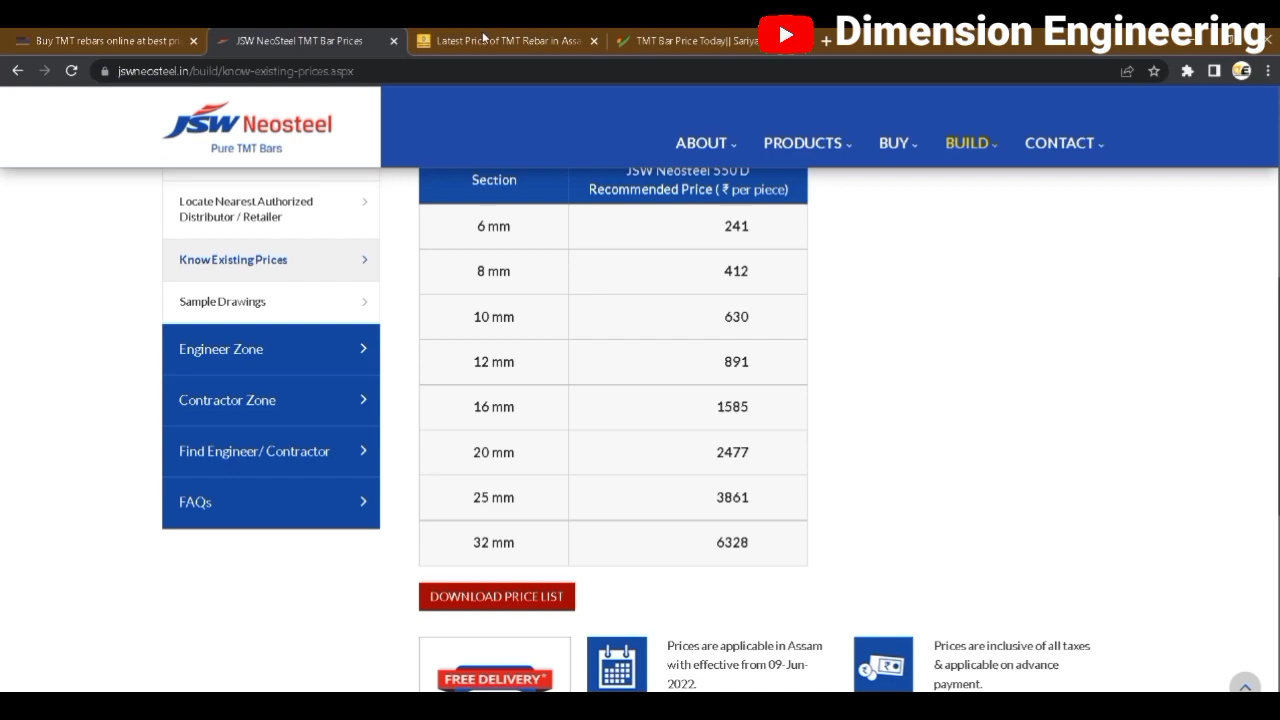 Dimension Engineering
Buy TMT rebars online at best pri
JSW NeoSteel TMT Bar Prices
Latest Price of TMT Rebar in Assa
TMT Bar Price Today|| Sariya
jswneosteel.in/build/know-existing-prices.aspx
JSW Neosteel
Pure TMT Bars
ABOUT
PRODUCTS
BUY
BUILD
CONTACT
Locate Nearest Authorized
Distributor / Retailer
Know Existing Prices
Sample Drawings
Engineer Zone
Contractor Zone
Find Engineer/ Contractor
FAQs
Section
JSW Neosteel 550 D
Recommended Price ( ₹ per piece)
6 mm 241
8 mm 412
10 mm 630
12 mm 891
16 mm 1585
20 mm 2477
25 mm 3861
32 mm 6328
DOWNLOAD PRICE LIST
FREE DELIVERY*
Prices are applicable in Assam
with effective from 09-Jun-
2022.
Prices are inclusive of all taxes
& applicable on advance
payment.